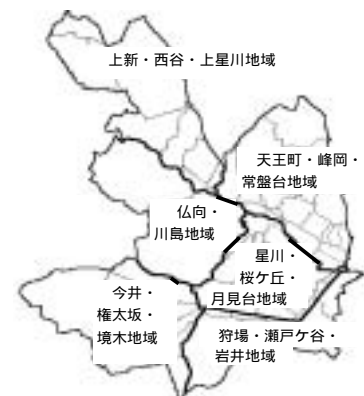 上新・西谷・上星川地域
天王町・峰岡・
常盤台地域
仏向・
川島地域
星川・
桜ケ丘・
月見台地域
今井・
権太坂・
境木地域
狩場・瀬戸ケ谷・
岩井地域